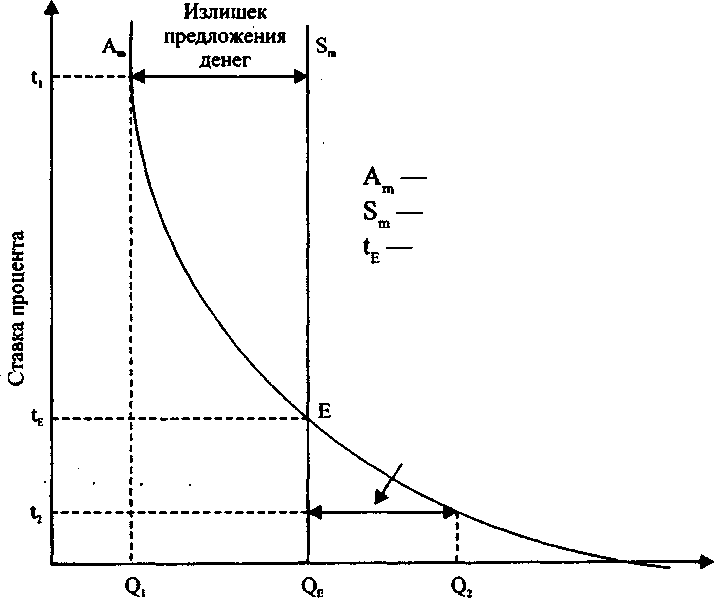 Излишек
предложения
денег
Aₘ
Sₘ
t₁
Aₘ —
Sₘ —
t_E —
Ставка процента
t_E
E
t₂
Q₁
Q_E
Q₂